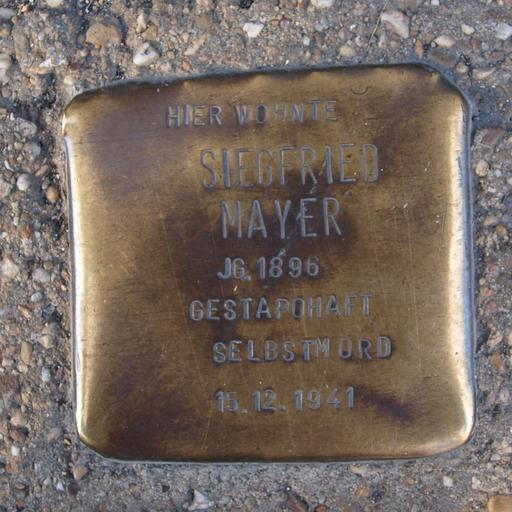 HIER WOHNTE
SIEGFRIED
MAYER
JG. 1896
GESTAPOHAFT
SELBSTMORD
15.12.1941